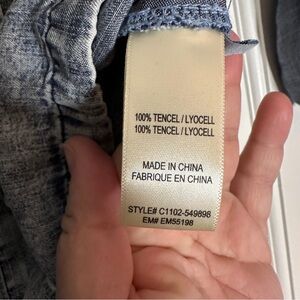 100% TENCEL / LYOCELL
100% TENCEL / LYOCELL
MADE IN CHINA
FABRIQUE EN CHINA
STYLE# C1102-549898
EM# EM55198